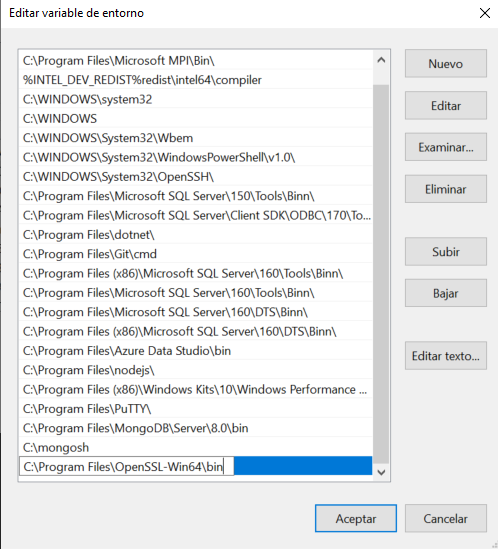 Editar variable de entorno
C:\Program Files\Microsoft MPI\Bin\
%INTEL_DEV_REDIST%redist\intel64\compiler
C:\WINDOWS\system32
C:\WINDOWS
C:\WINDOWS\System32\Wbem
C:\WINDOWS\System32\WindowsPowerShell\v1.0\
C:\WINDOWS\System32\OpenSSH\
C:\Program Files\Microsoft SQL Server\150\Tools\Binn\
C:\Program Files\Microsoft SQL Server\Client SDK\ODBC\170\To...
C:\Program Files\dotnet\
C:\Program Files\Git\cmd
C:\Program Files (x86)\Microsoft SQL Server\160\Tools\Binn\
C:\Program Files\Microsoft SQL Server\160\Tools\Binn\
C:\Program Files\Microsoft SQL Server\160\DTS\Binn\
C:\Program Files (x86)\Microsoft SQL Server\160\DTS\Binn\
C:\Program Files\Azure Data Studio\bin
C:\Program Files\nodejs\
C:\Program Files (x86)\Windows Kits\10\Windows Performance ...
C:\Program Files\PuTTY\
C:\Program Files\MongoDB\Server\8.0\bin
C:\mongosh
C:\Program Files\OpenSSL-Win64\bin
Nuevo
Editar
Examinar...
Eliminar
Subir
Bajar
Editar texto...
Aceptar
Cancelar